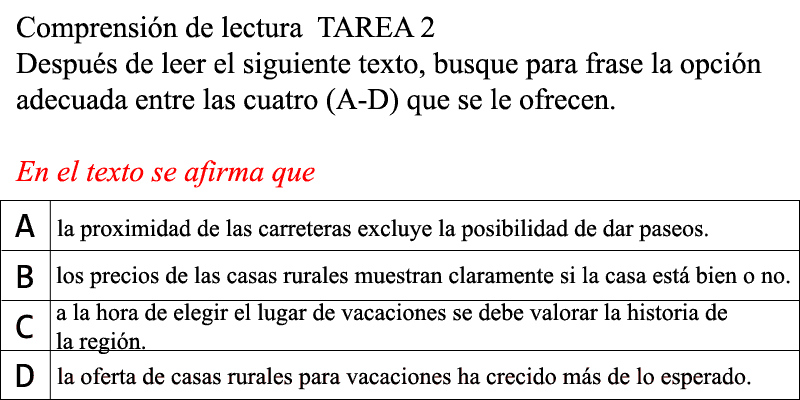 Comprensión de lectura  TAREA 2
Después de leer el siguiente texto, busque para frase la opción
adecuada entre las cuatro (A-D) que se le ofrecen.
En el texto se afirma que
A la proximidad de las carreteras excluye la posibilidad de dar paseos.
B los precios de las casas rurales muestran claramente si la casa está bien o no.
C a la hora de elegir el lugar de vacaciones se debe valorar la historia de
la región.
D la oferta de casas rurales para vacaciones ha crecido más de lo esperado.